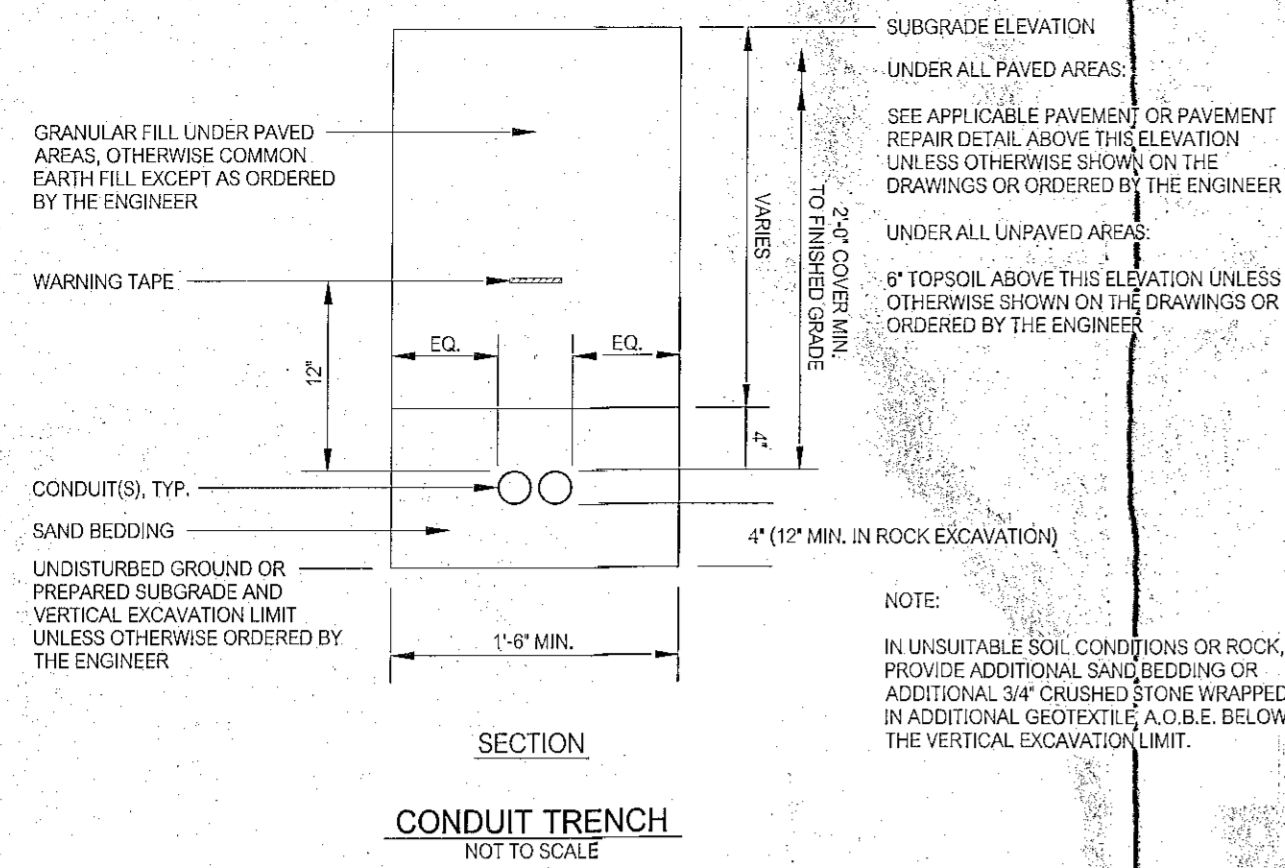 GRANULAR FILL UNDER PAVED
AREAS, OTHERWISE COMMON
EARTH FILL EXCEPT AS ORDERED
BY THE ENGINEER
WARNING TAPE
12"
EQ.
EQ.
CONDUIT(S), TYP.
SAND BEDDING
UNDISTURBED GROUND OR
PREPARED SUBGRADE AND
VERTICAL EXCAVATION LIMIT
UNLESS OTHERWISE ORDERED BY
THE ENGINEER
1'-6" MIN.
VARIES
4"
2'-0" COVER MIN.
TO FINISHED GRADE
4" (12" MIN. IN ROCK EXCAVATION)
SUBGRADE ELEVATION
UNDER ALL PAVED AREAS:
SEE APPLICABLE PAVEMENT OR PAVEMENT
REPAIR DETAIL ABOVE THIS ELEVATION
UNLESS OTHERWISE SHOWN ON THE
DRAWINGS OR ORDERED BY THE ENGINEER
UNDER ALL UNPAVED AREAS:
6" TOPSOIL ABOVE THIS ELEVATION UNLESS
OTHERWISE SHOWN ON THE DRAWINGS OR
ORDERED BY THE ENGINEER
NOTE:
IN UNSUITABLE SOIL CONDITIONS OR ROCK,
PROVIDE ADDITIONAL SAND BEDDING OR
ADDITIONAL 3/4" CRUSHED STONE WRAPPED
IN ADDITIONAL GEOTEXTILE, A.O.B.E. BELOW
THE VERTICAL EXCAVATION LIMIT.
SECTION
CONDUIT TRENCH
NOT TO SCALE